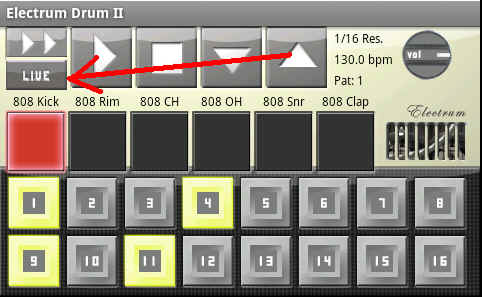 Electrum Drum II
1/16 Res.
vol
130.0 bpm
LIVE
Pat: 1
808 Kick 808 Rim 808 CH 808 OH 808 Snr 808 Clap
Electrum
1 2 3 4 5 6 7 8
9 10 11 12 13 14 15 16